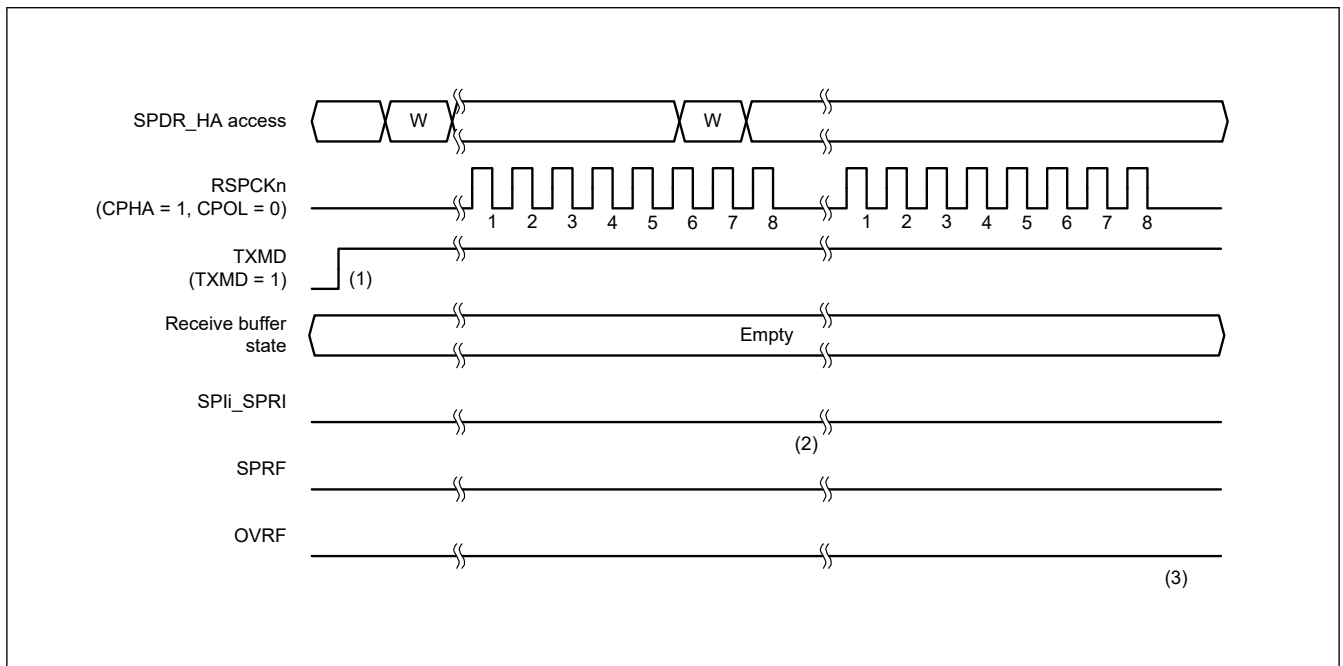 SPDR_HA access
W
W
RSPCKn
(CPHA = 1, CPOL = 0)
1 2 3 4 5 6 7 8
1 2 3 4 5 6 7 8
TXMD
(TXMD = 1)
(1)
Receive buffer
state
Empty
SPIi_SPRI
(2)
SPRF
OVRF
(3)